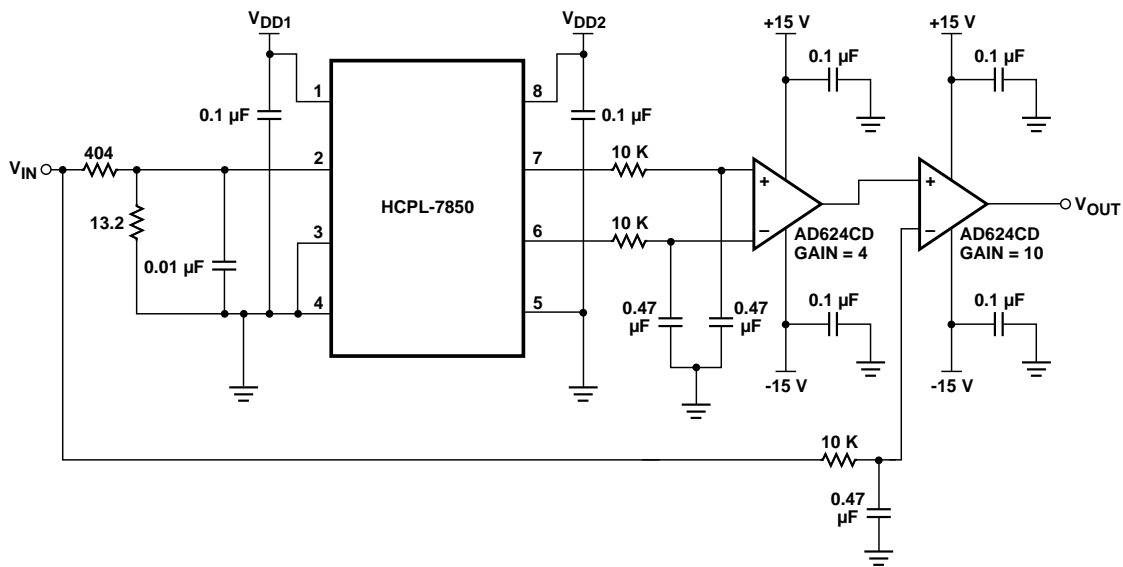 VDD1
VDD2
+15 V
+15 V
0.1 µF
0.1 µF
1
8
0.1 µF
0.1 µF
404
2
7
10 K
VIN
+
+
VOUT
13.2
HCPL-7850
10 K
3
6
−
−
AD624CD
GAIN = 4
AD624CD
GAIN = 10
0.01 µF
4
5
0.47
µF
0.47
µF
0.1 µF
0.1 µF
-15 V
-15 V
10 K
0.47
µF